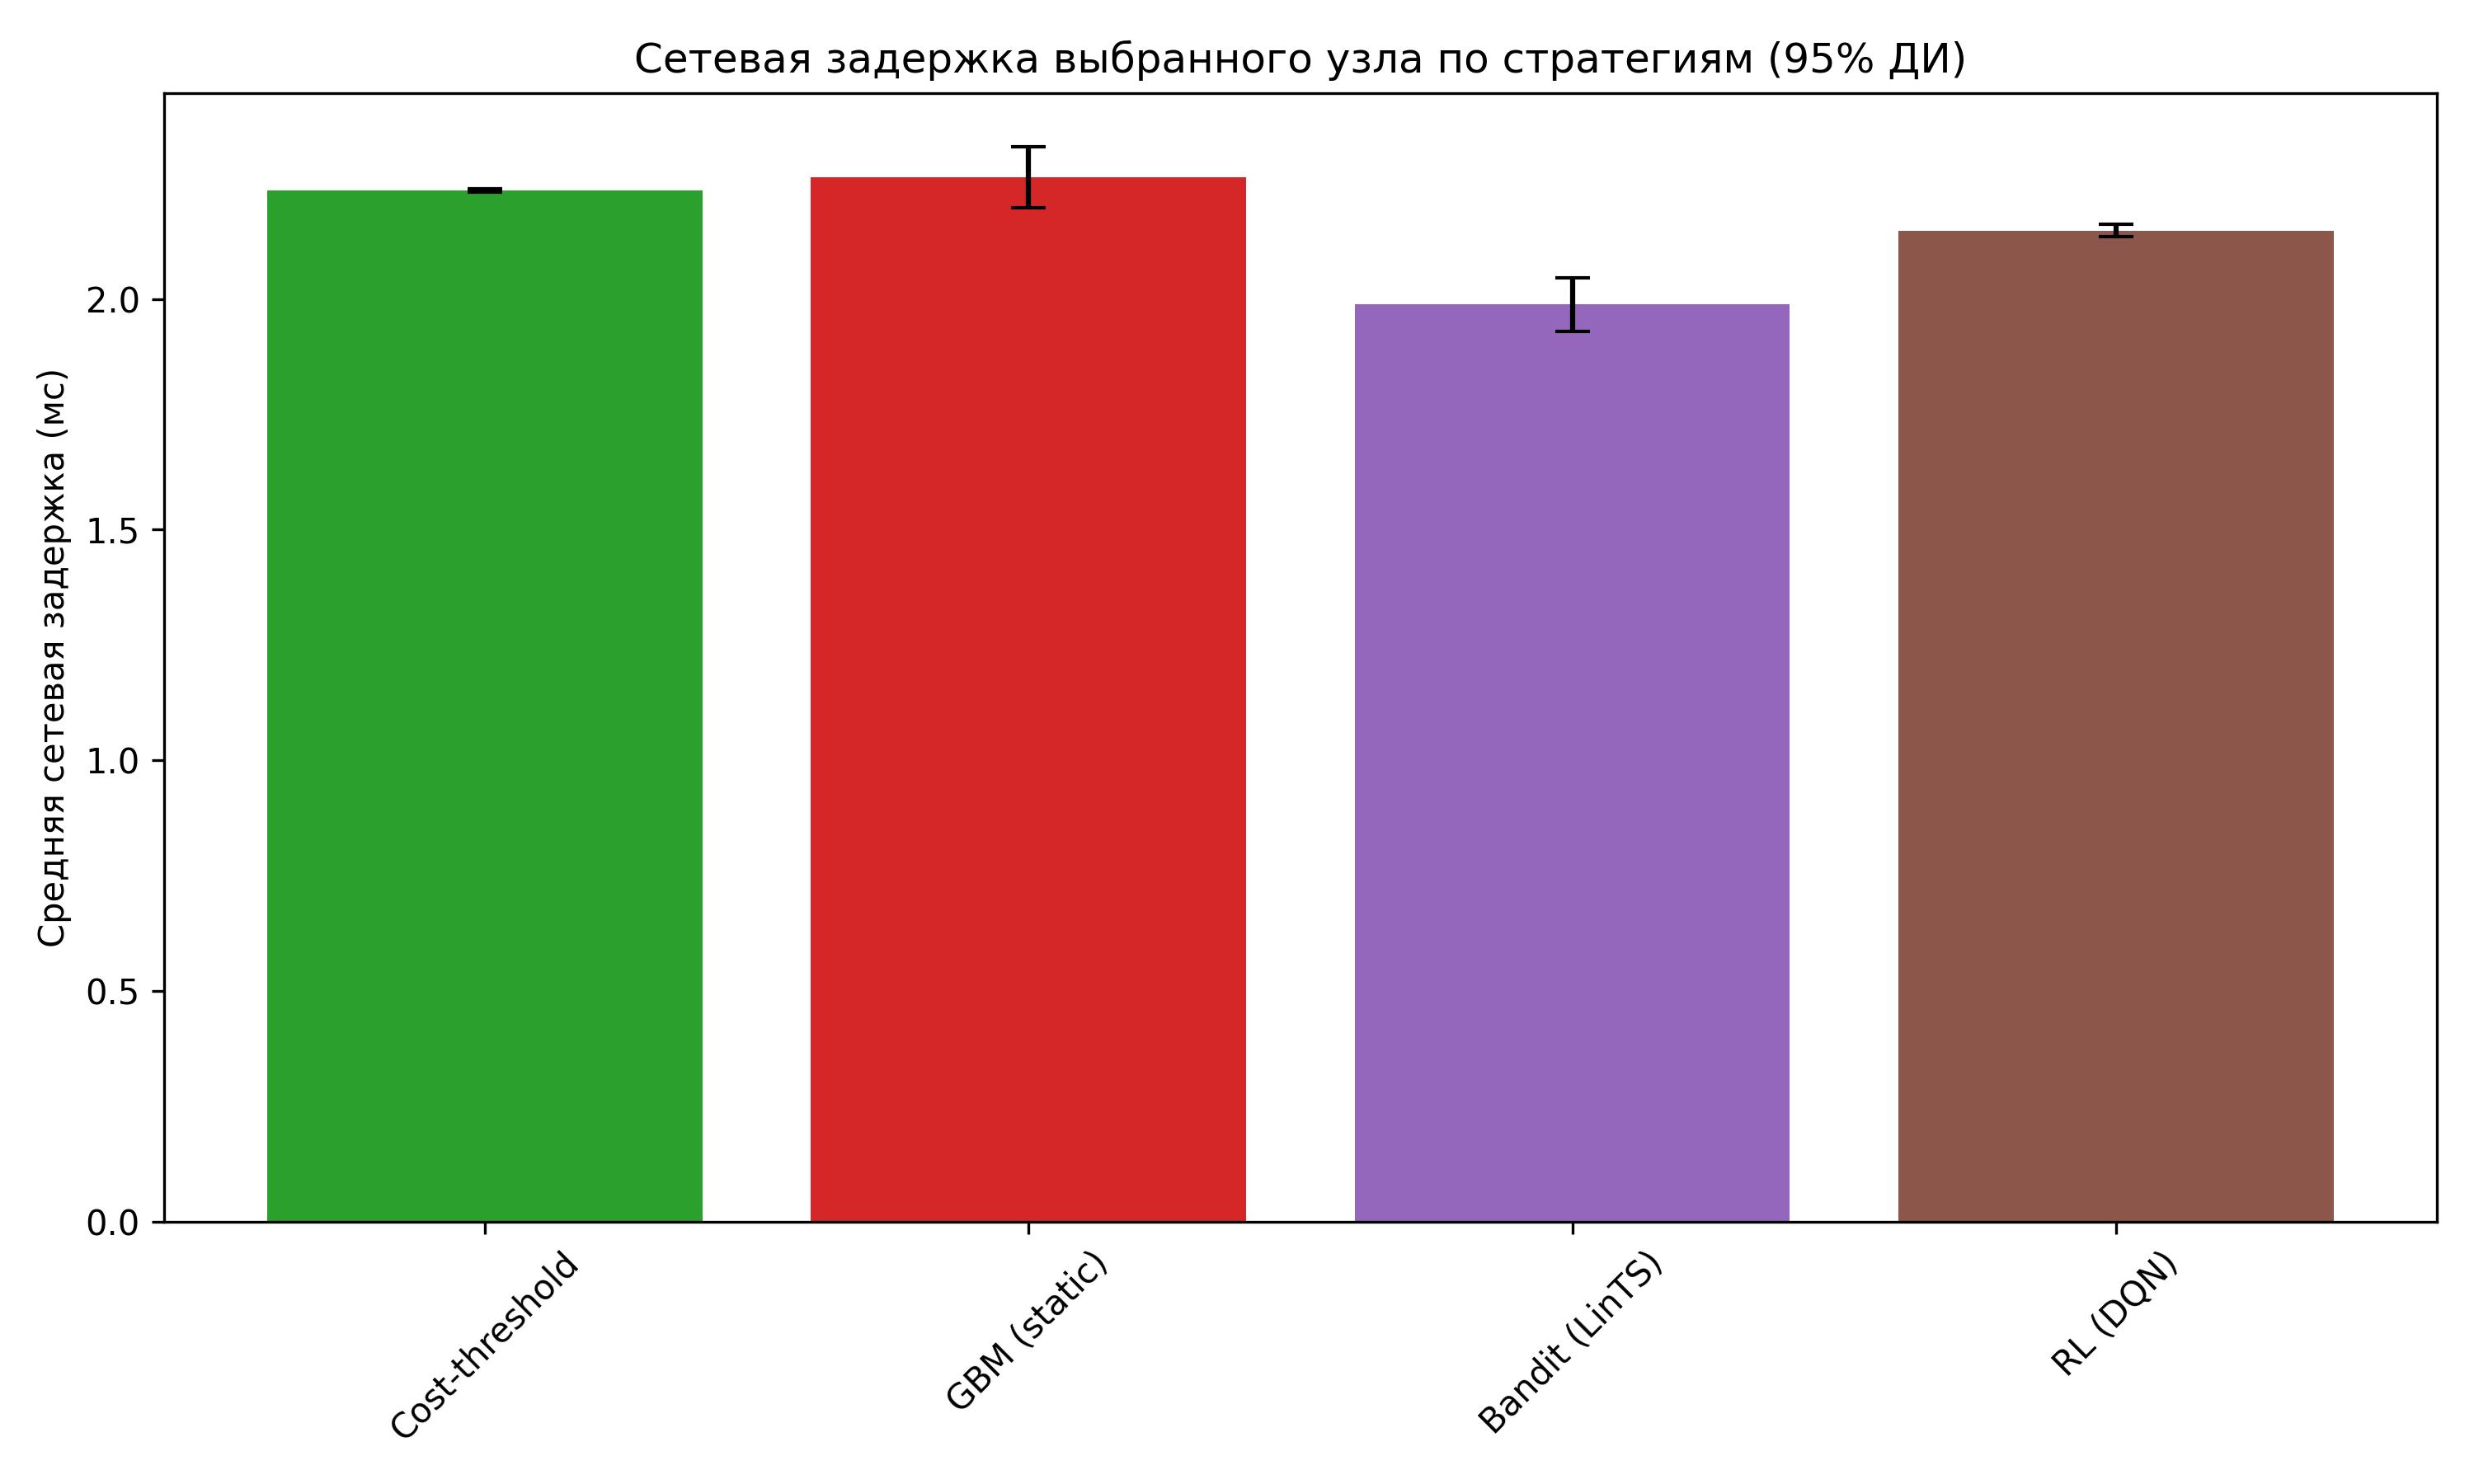 Сетевая задержка выбранного узла по стратегиям (95% ДИ)
Средняя сетевая задержка (мс)
2.0
1.5
1.0
0.5
0.0
Cost-threshold
GBM (static)
Bandit (LinTS)
RL (DQN)